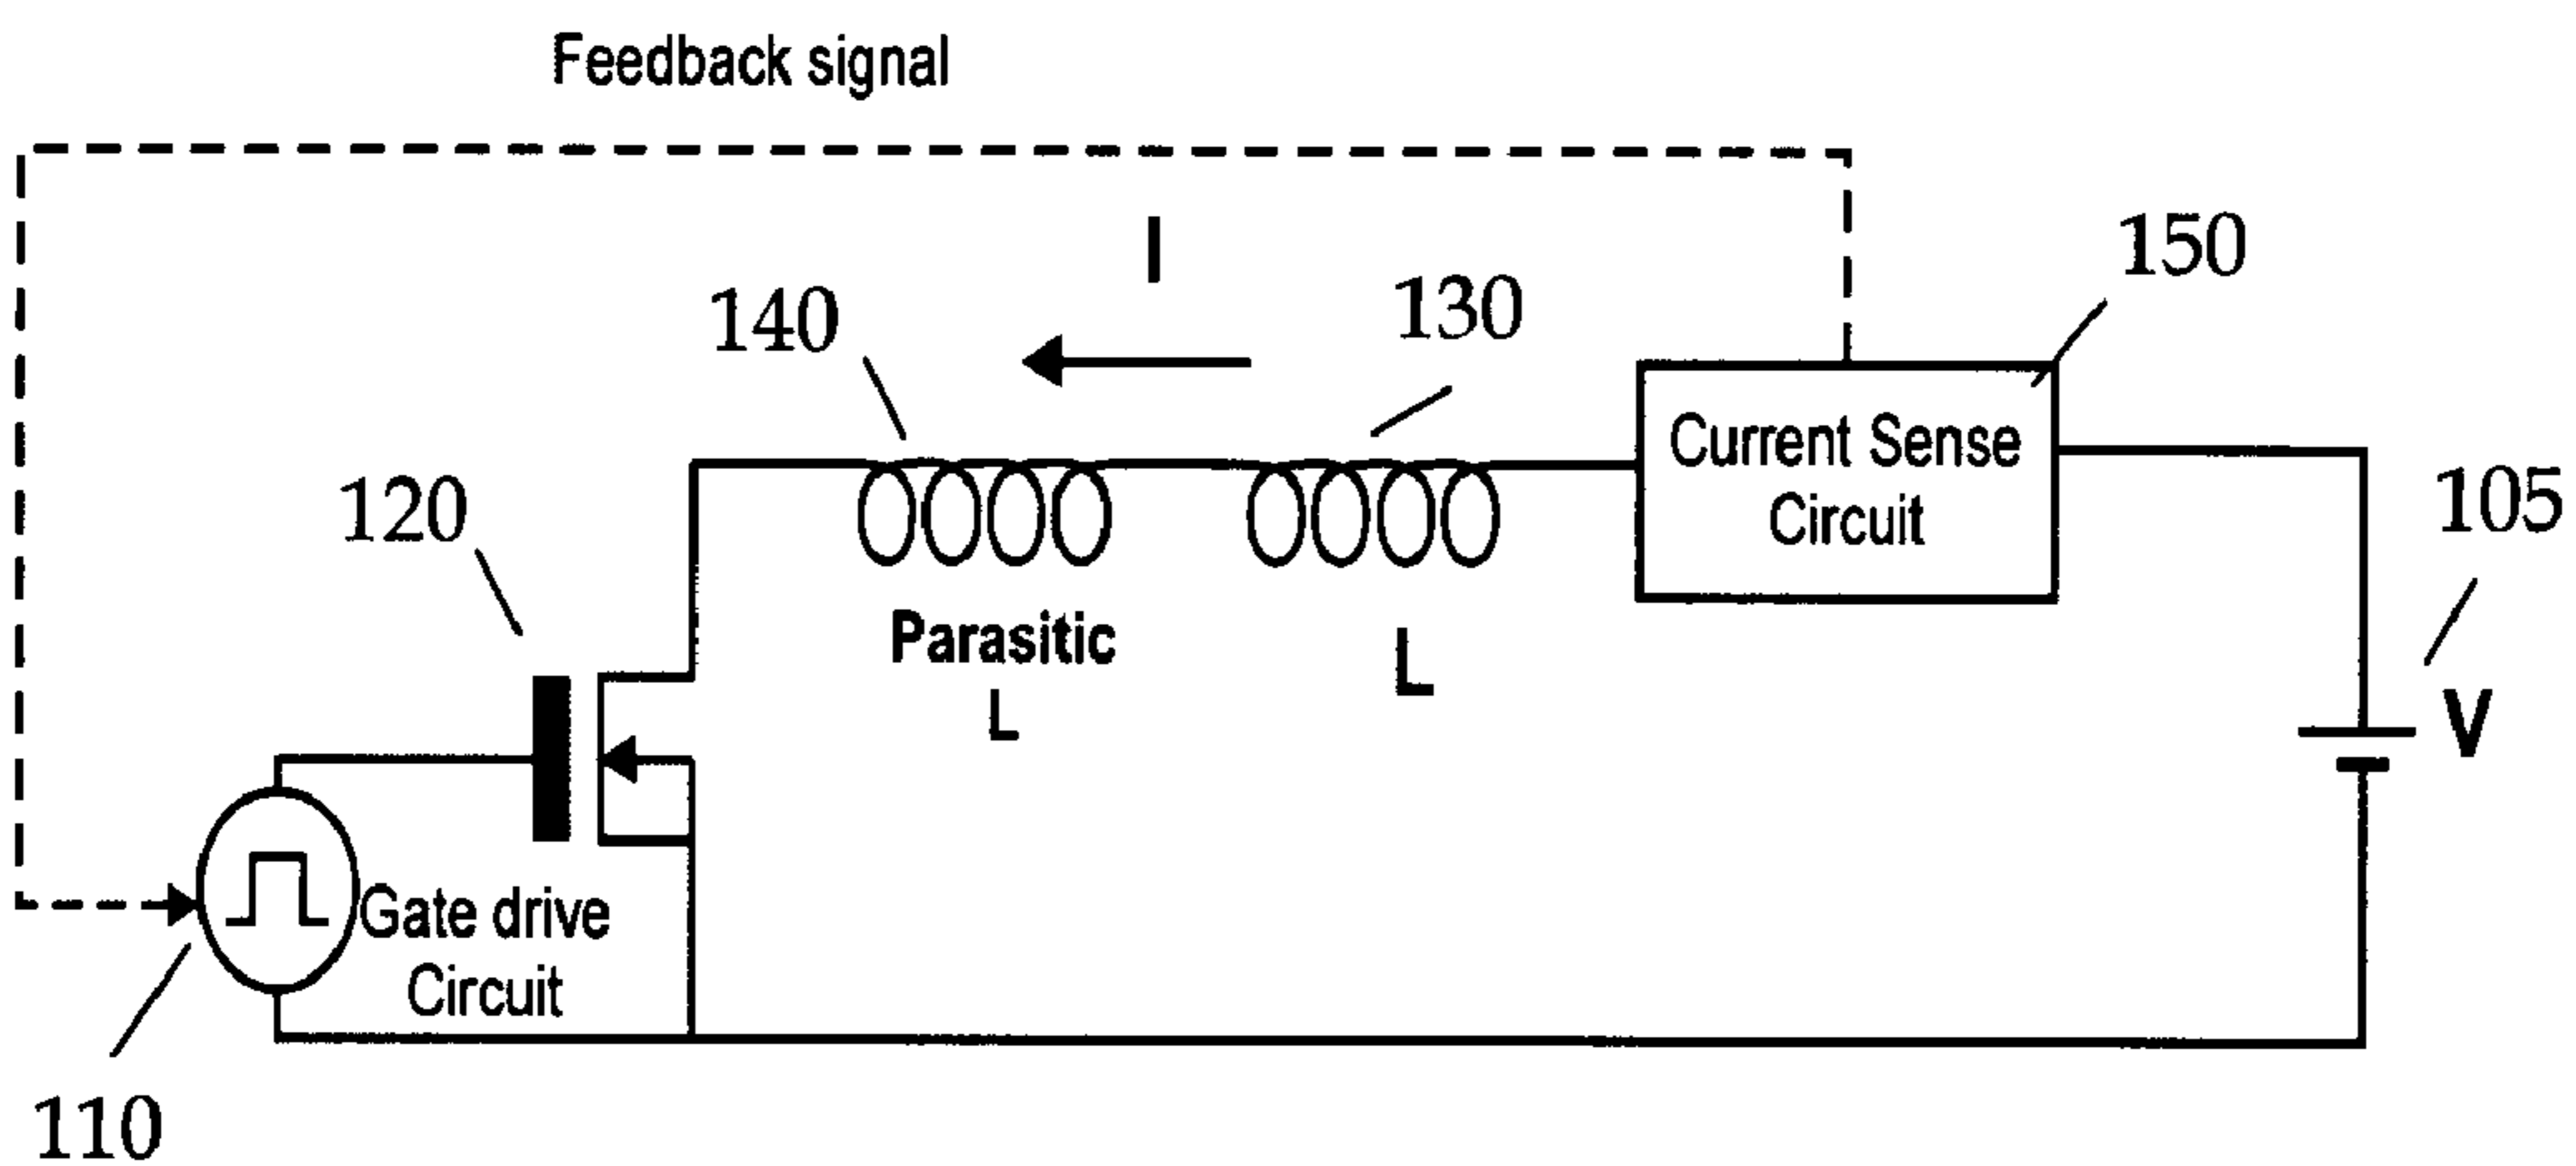 Feedback signal
I
150
140
130
Current Sense
Circuit
120
105
Parasitic
L
L
V
Gate drive
Circuit
110